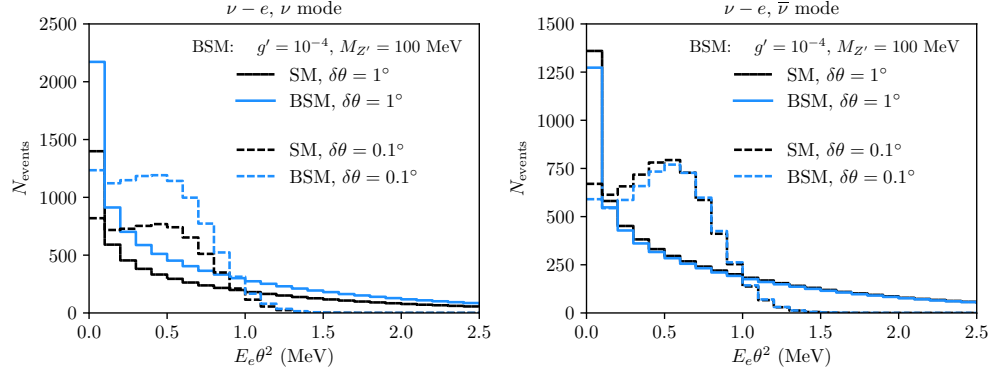 ν − e, ν mode
BSM: g′ = 10⁻⁴, M_Z′ = 100 MeV
SM, δθ = 1°
BSM, δθ = 1°
SM, δθ = 0.1°
BSM, δθ = 0.1°
N_events
2500
2000
1500
1000
500
0
0.0 0.5 1.0 1.5 2.0 2.5
E_eθ² (MeV)
ν − e, ν̅ mode
BSM: g′ = 10⁻⁴, M_Z′ = 100 MeV
SM, δθ = 1°
BSM, δθ = 1°
SM, δθ = 0.1°
BSM, δθ = 0.1°
N_events
1500
1250
1000
750
500
250
0
0.0 0.5 1.0 1.5 2.0 2.5
E_eθ² (MeV)